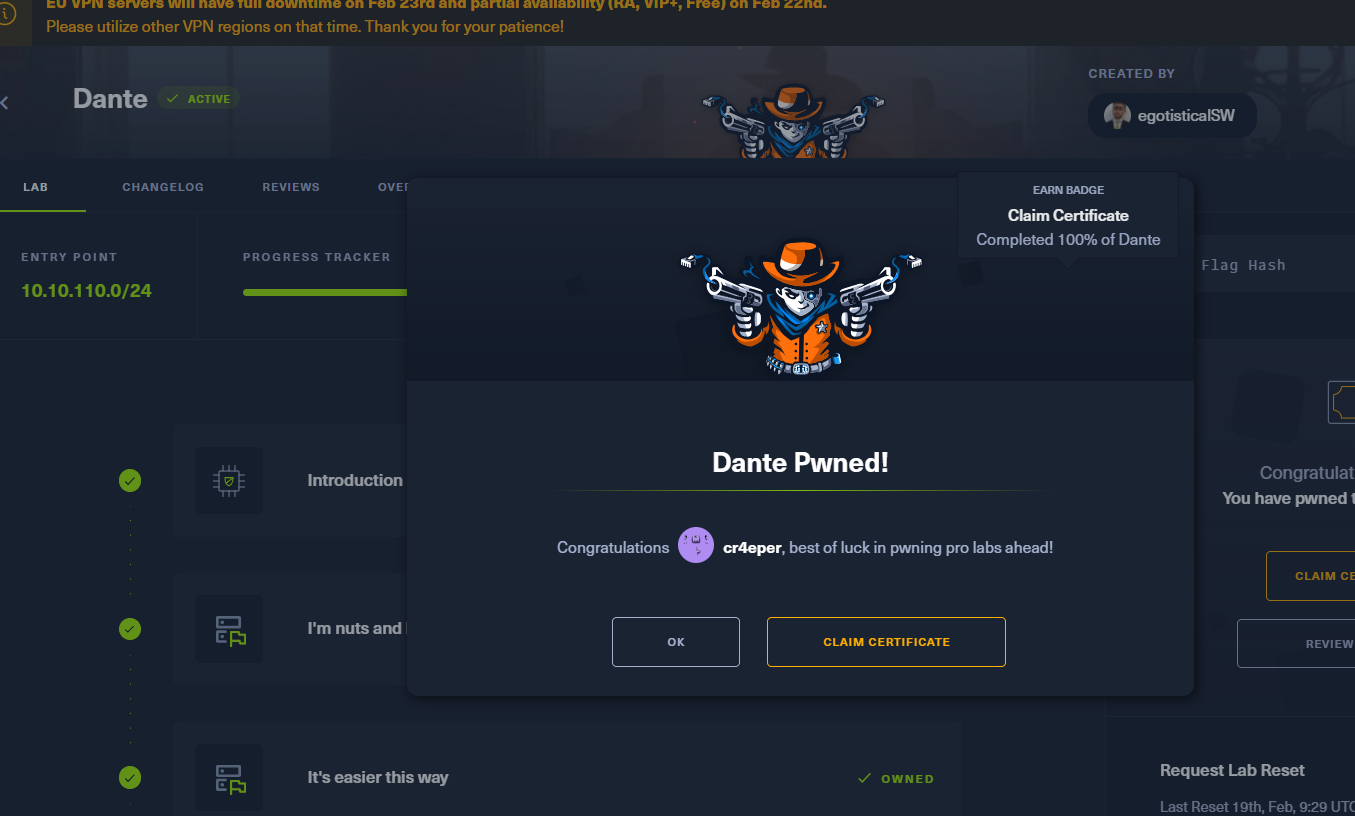 EU VPN servers will have full downtime on Feb 23rd and partial availability (RA, VIP+, Free) on Feb 22nd.
Please utilize other VPN regions on that time. Thank you for your patience!
CREATED BY
Dante
ACTIVE
egotisticalSW
LAB
CHANGELOG
REVIEWS
OVER
EARN BADGE
Claim Certificate
Completed 100% of Dante
ENTRY POINT
10.10.110.0/24
PROGRESS TRACKER
Flag Hash
Dante Pwned!
Introduction
Congratulat
You have pwned t
Congratulations cr4eper, best of luck in pwning pro labs ahead!
CLAIM CE
I'm nuts and
OK
CLAIM CERTIFICATE
REVIEW
It's easier this way
OWNED
Request Lab Reset
Last Reset 19th, Feb, 9:29 UTC